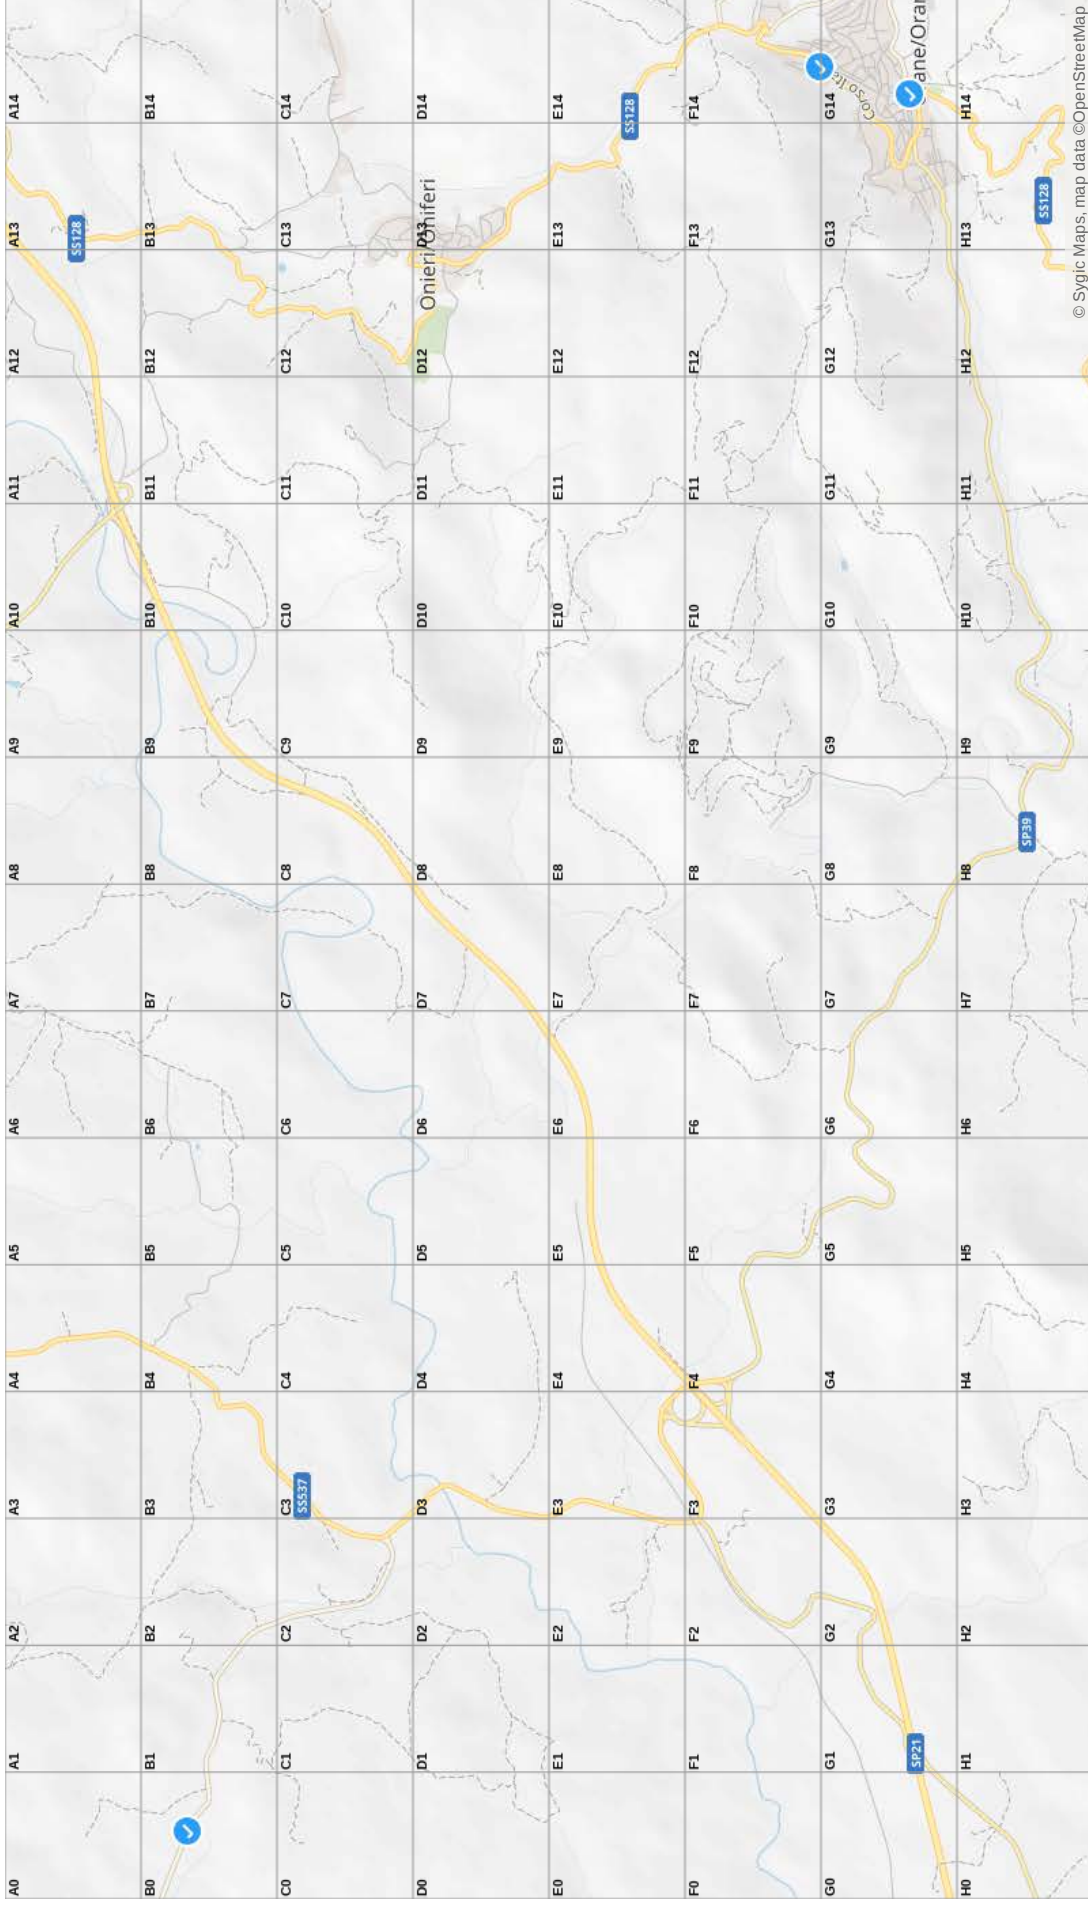 A0 A1 A2 A3 A4 A5 A6 A7 A8 A9 A10 A11 A12 A13 A14
SS128
B0 B1 B2 B3 B4 B5 B6 B7 B8 B9 B10 B11 B12 B13 B14
C0 C1 C2 C3 C4 C5 C6 C7 C8 C9 C10 C11 C12 C13 C14
SS537
D0 D1 D2 D3 D4 D5 D6 D7 D8 D9 D10 D11 D12 D13 D14
Onieri/Oniferi
E0 E1 E2 E3 E4 E5 E6 E7 E8 E9 E10 E11 E12 E13 E14
SS128
F0 F1 F2 F3 F4 F5 F6 F7 F8 F9 F10 F11 F12 F13 F14
G0 G1 G2 G3 G4 G5 G6 G7 G8 G9 G10 G11 G12 G13 G14
Corso Ita
SP21
ane/Oran
H0 H1 H2 H3 H4 H5 H6 H7 H8 H9 H10 H11 H12 H13 H14
SP39
SS128
© Sygic Maps, map data ©OpenStreetMap